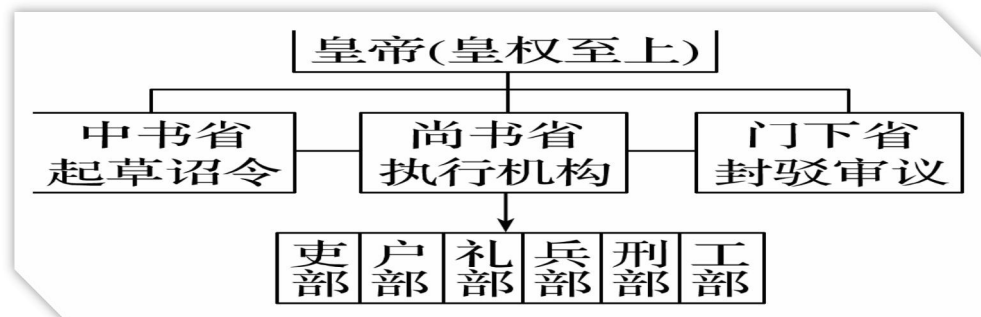 皇帝(皇权至上)
中书省
起草诏令
尚书省
执行机构
门下省
封驳审议
吏部
户部
礼部
兵部
刑部
工部